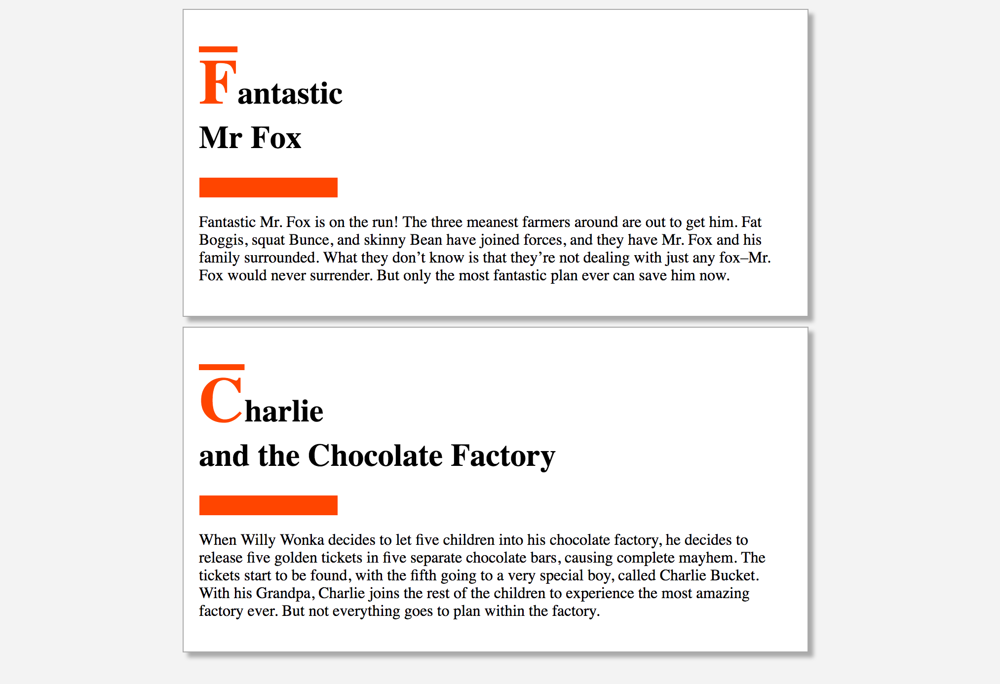 Fantastic
Mr Fox
Fantastic Mr. Fox is on the run! The three meanest farmers around are out to get him. Fat
Boggis, squat Bunce, and skinny Bean have joined forces, and they have Mr. Fox and his
family surrounded. What they don’t know is that they’re not dealing with just any fox–Mr.
Fox would never surrender. But only the most fantastic plan ever can save him now.
Charlie
and the Chocolate Factory
When Willy Wonka decides to let five children into his chocolate factory, he decides to
release five golden tickets in five separate chocolate bars, causing complete mayhem. The
tickets start to be found, with the fifth going to a very special boy, called Charlie Bucket.
With his Grandpa, Charlie joins the rest of the children to experience the most amazing
factory ever. But not everything goes to plan within the factory.